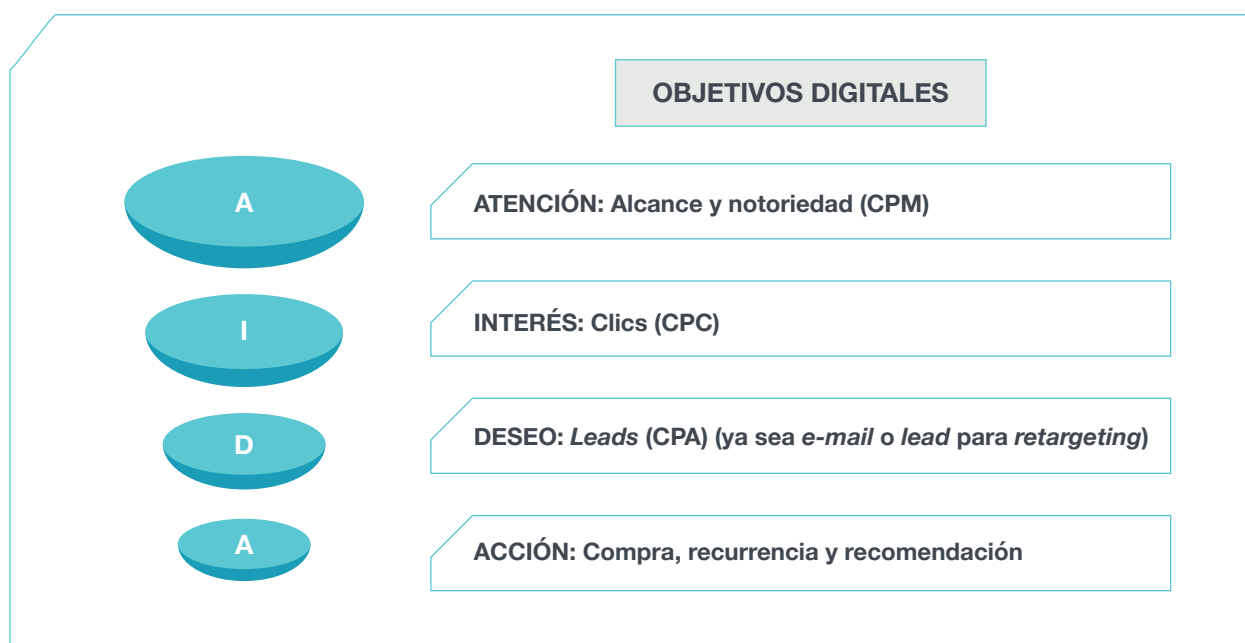 OBJETIVOS DIGITALES
A
ATENCIÓN: Alcance y notoriedad (CPM)
I
INTERÉS: Clics (CPC)
D
DESEO: Leads (CPA) (ya sea e-mail o lead para retargeting)
A
ACCIÓN: Compra, recurrencia y recomendación